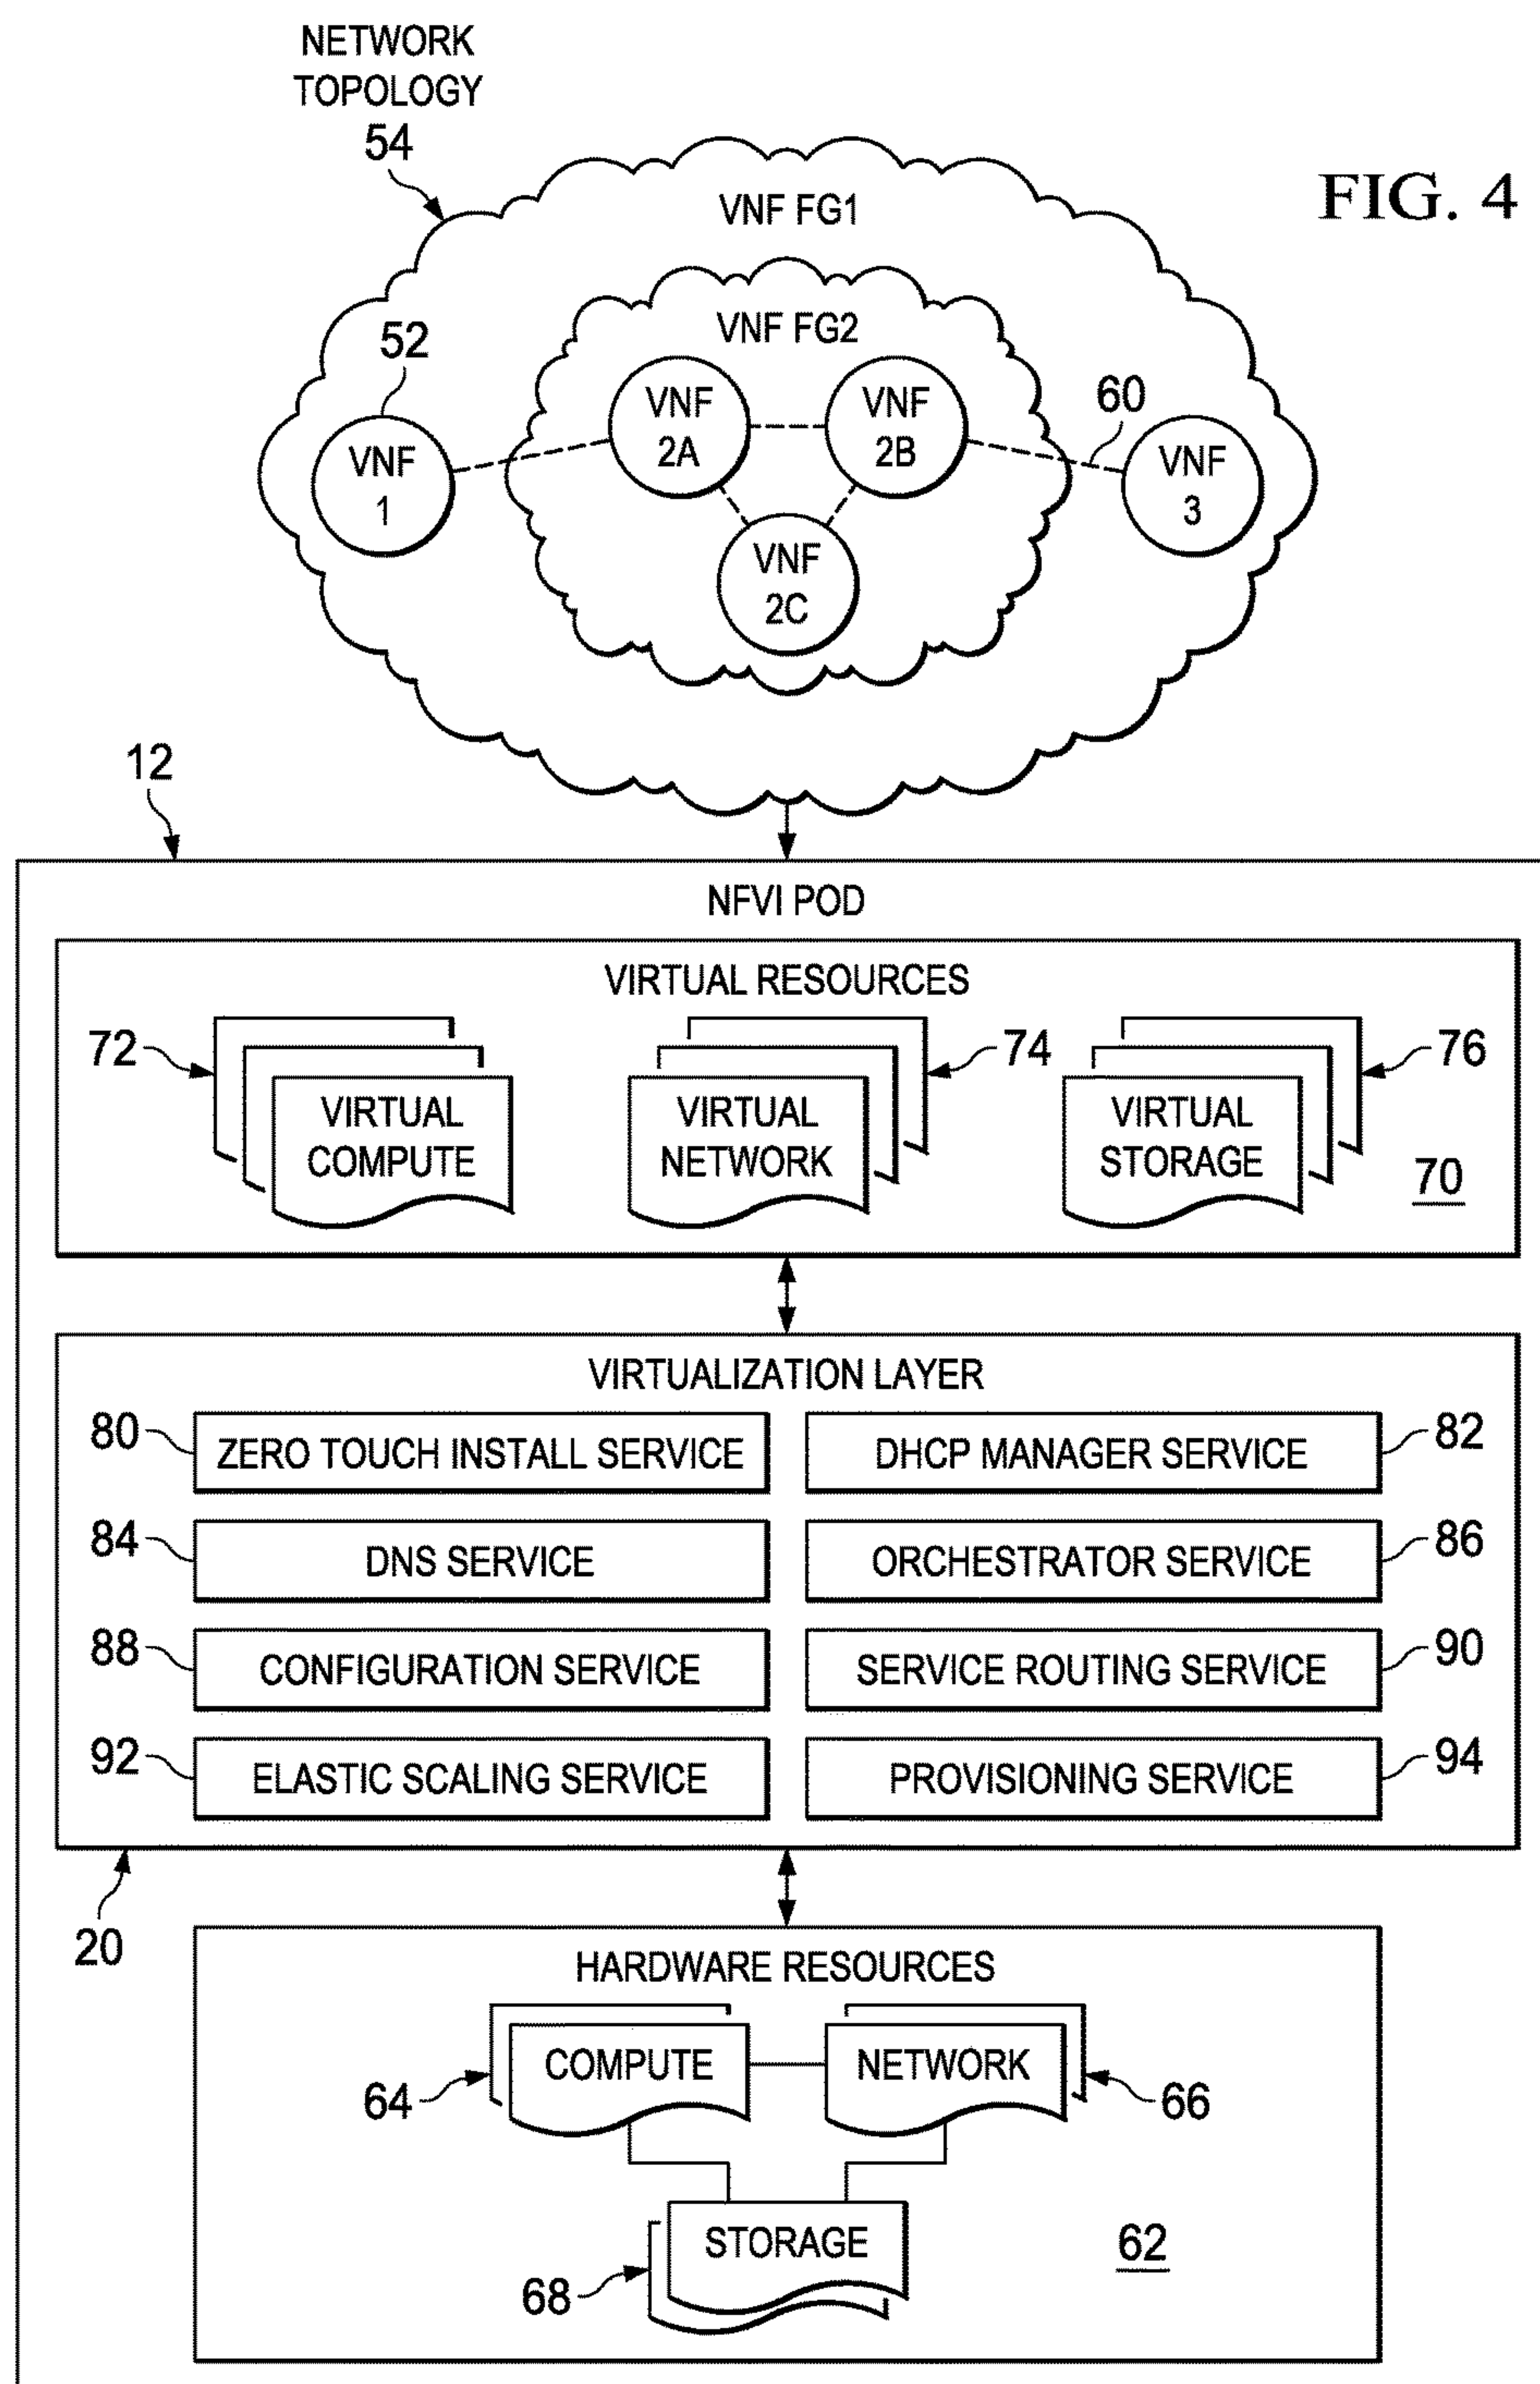 NETWORK
TOPOLOGY
54
FIG. 4
VNF FG1
VNF FG2
52
VNF
1
VNF
2A
VNF
2B
60
VNF
3
VNF
2C
12
NFVI POD
VIRTUAL RESOURCES
72
VIRTUAL
COMPUTE
74
VIRTUAL
NETWORK
76
VIRTUAL
STORAGE
70
VIRTUALIZATION LAYER
80
ZERO TOUCH INSTALL SERVICE
DHCP MANAGER SERVICE
82
84
DNS SERVICE
ORCHESTRATOR SERVICE
86
88
CONFIGURATION SERVICE
SERVICE ROUTING SERVICE
90
92
ELASTIC SCALING SERVICE
PROVISIONING SERVICE
94
20
HARDWARE RESOURCES
64
COMPUTE
NETWORK
66
STORAGE
68
62